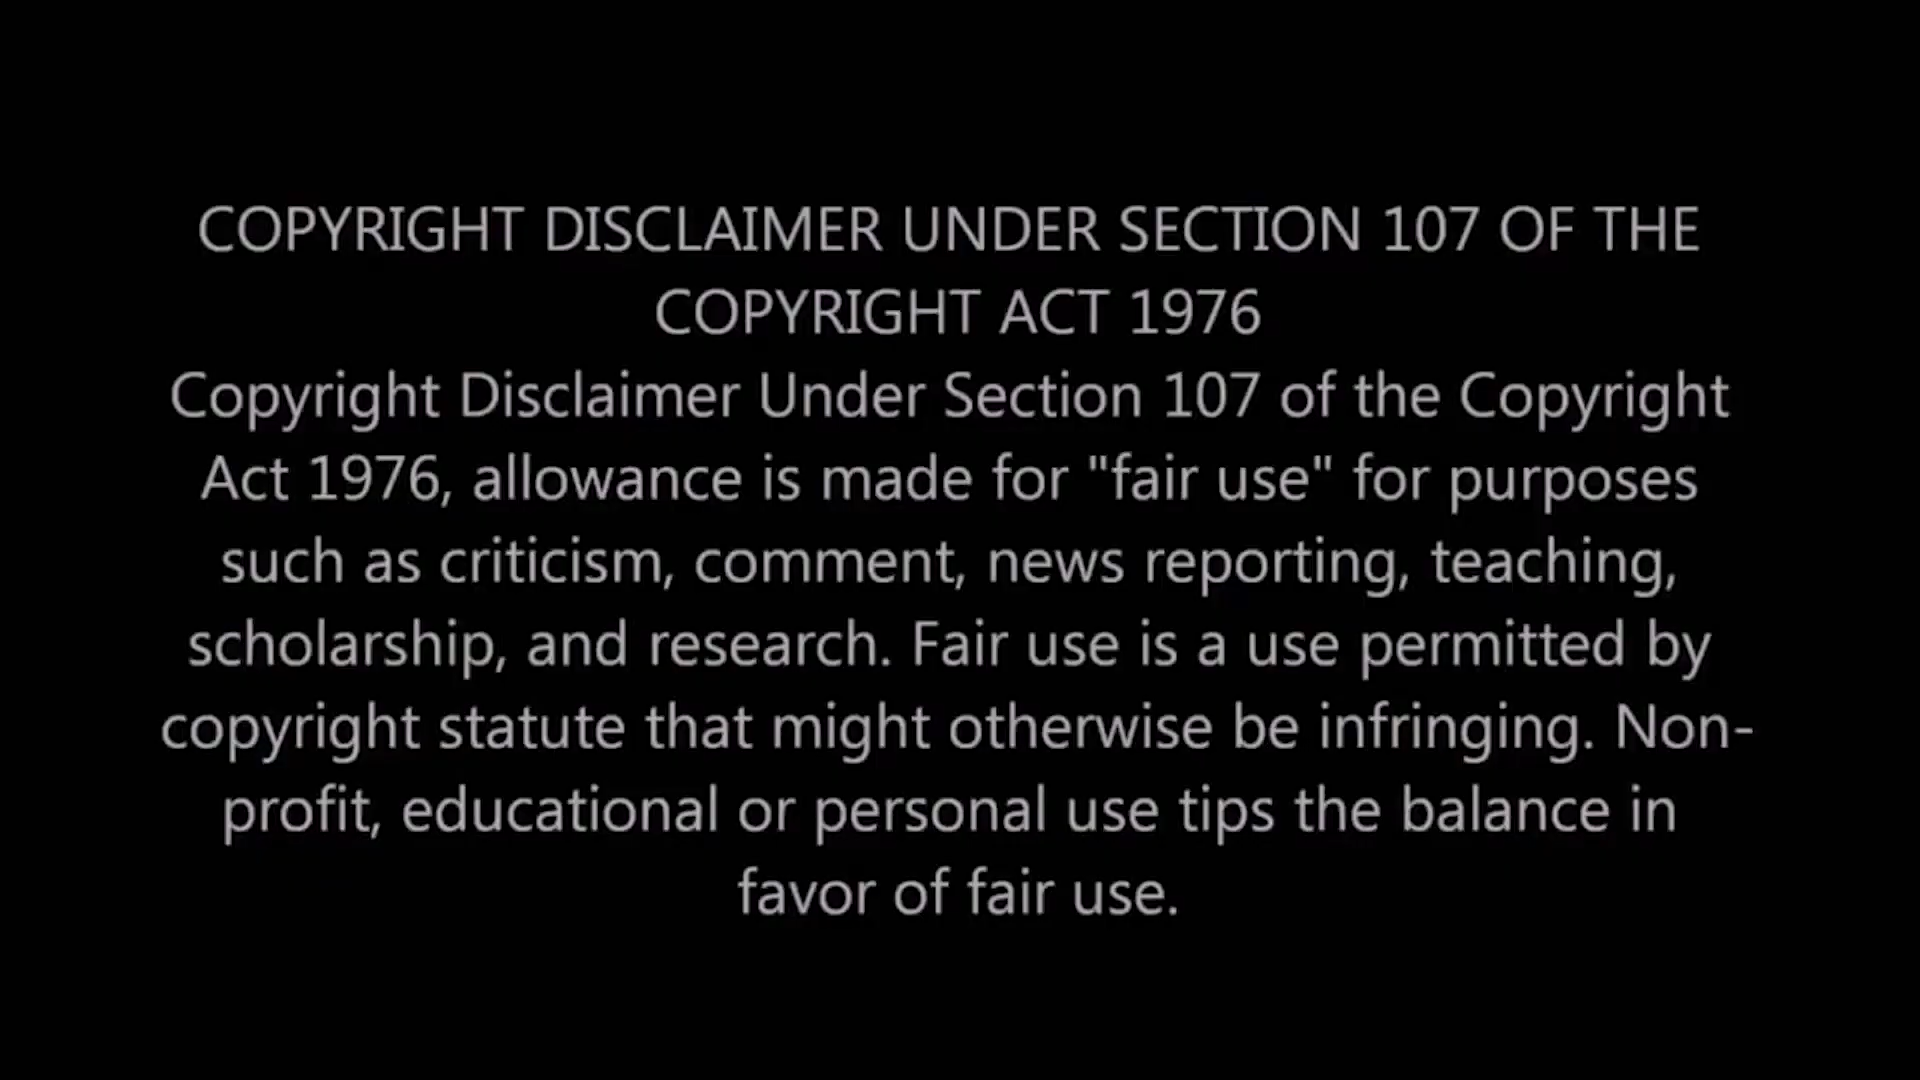 COPYRIGHT DISCLAIMER UNDER SECTION 107 OF THE
COPYRIGHT ACT 1976
Copyright Disclaimer Under Section 107 of the Copyright
Act 1976, allowance is made for "fair use" for purposes
such as criticism, comment, news reporting, teaching,
scholarship, and research. Fair use is a use permitted by
copyright statute that might otherwise be infringing. Non-
profit, educational or personal use tips the balance in
favor of fair use.